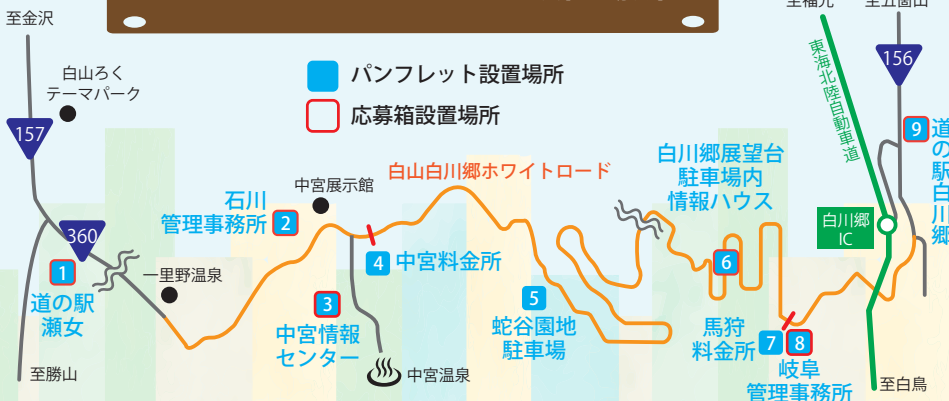 至金沢
至福光
至五箇山
白山ろく
テーマパーク
パンフレット設置場所
応募箱設置場所
東海北陸自動車道
156
157
9
道の駅白川郷
白川郷展望台
駐車場内
情報ハウス
白山白川郷ホワイトロード
中宮展示館
石川
管理事務所
2
白川郷
IC
360
4
中宮料金所
1
道の駅
瀬女
一里野温泉
6
3
中宮情報
センター
5
蛇谷園地
駐車場
馬狩
料金所
7
8
岐阜
管理事務所
至勝山
中宮温泉
至白鳥